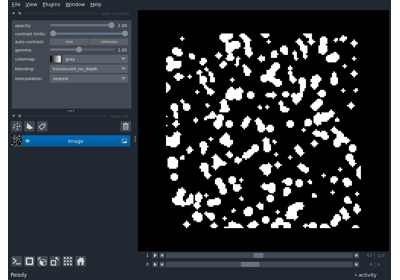 File View Plugins Window Help
opacity: 1.00
contrast limits:
auto-contrast: once continuous
gamma: 1.00
colormap: gray
blending: translucent_no_depth
interpolation: nearest
Image
1
0
Ready
activity